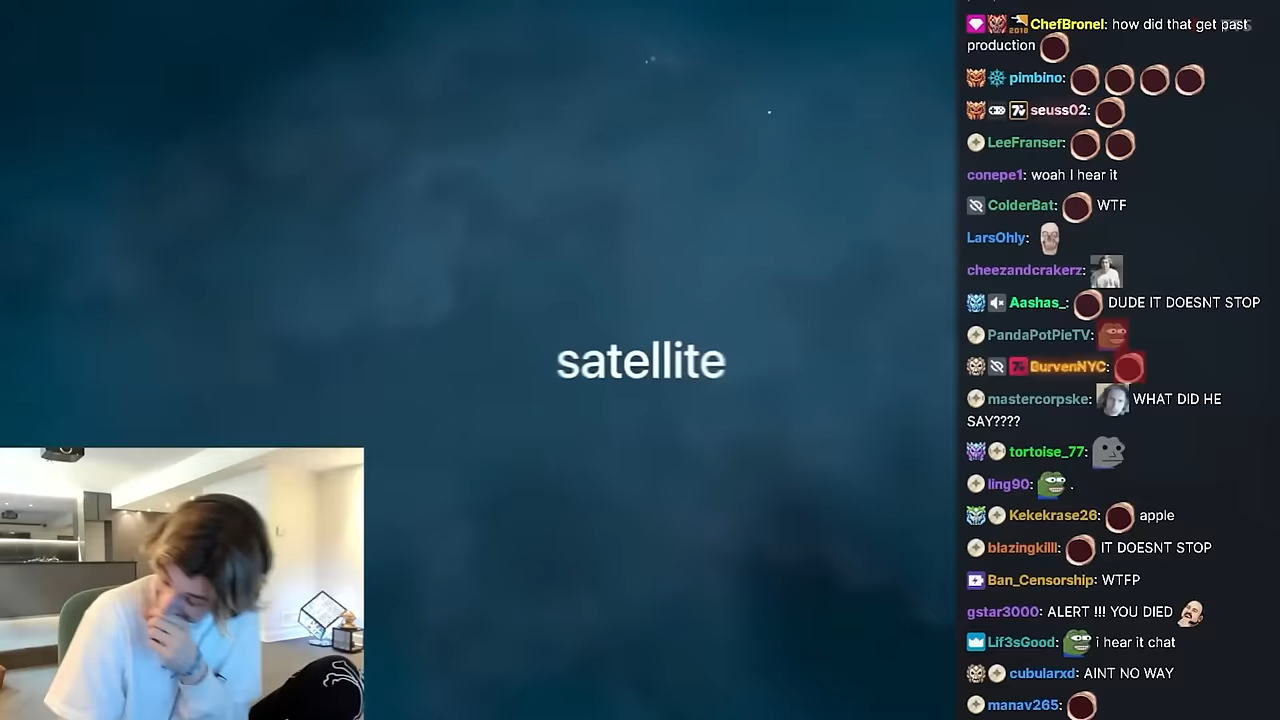 satellite
ChefBronel: how did that get past
production
pimbino:
seuss02:
LeeFranser:
conepe1: woah I hear it
ColderBat: WTF
LarsOhly:
cheezandcrakerz:
Aashas_: DUDE IT DOESNT STOP
PandaPotPieTV:
BurvenNYC:
mastercorpske: WHAT DID HE
SAY????
tortoise_77:
ling90: .
Kekekrase26: apple
blazingkilll: IT DOESNT STOP
Ban_Censorship: WTFP
gstar3000: ALERT !!! YOU DIED
Lif3sGood: i hear it chat
cubularxd: AINT NO WAY
manav265: